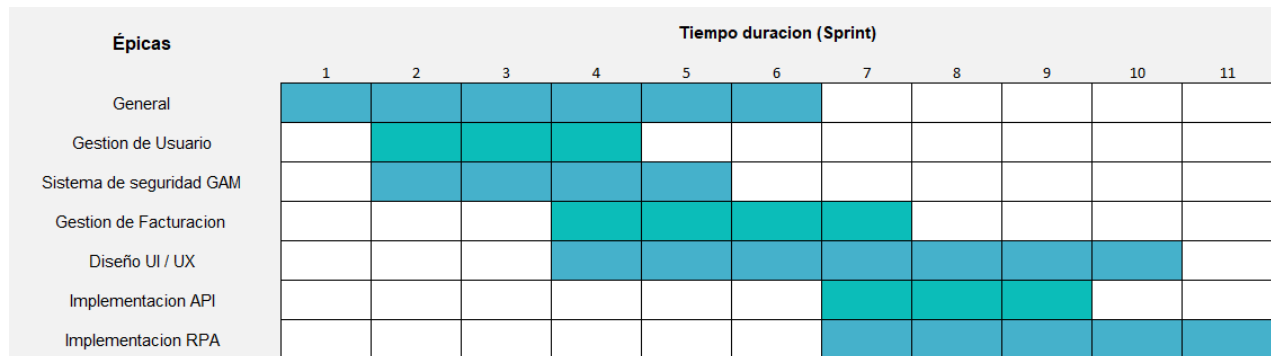 Épicas
Tiempo duracion (Sprint)
1 2 3 4 5 6 7 8 9 10 11
General
Gestion de Usuario
Sistema de seguridad GAM
Gestion de Facturacion
Diseño UI / UX
Implementacion API
Implementacion RPA